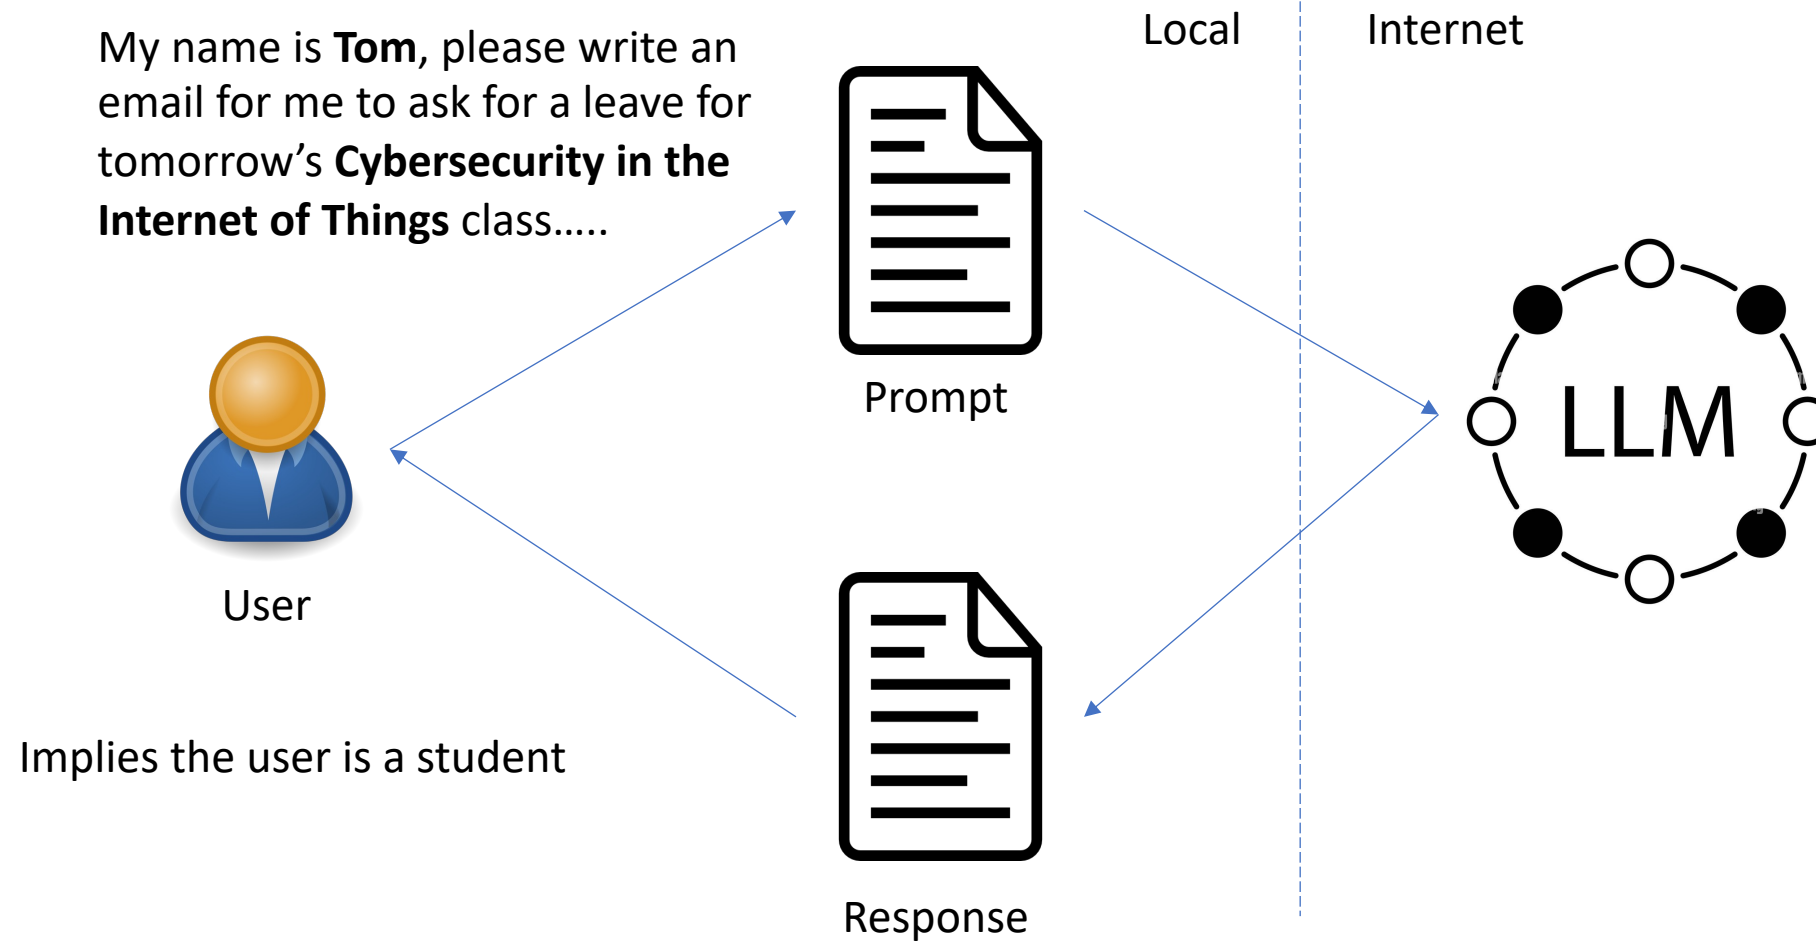 Local
Internet
My name is Tom, please write an
email for me to ask for a leave for
tomorrow’s Cybersecurity in the
Internet of Things class…..
Prompt
LLM
User
Implies the user is a student
Response